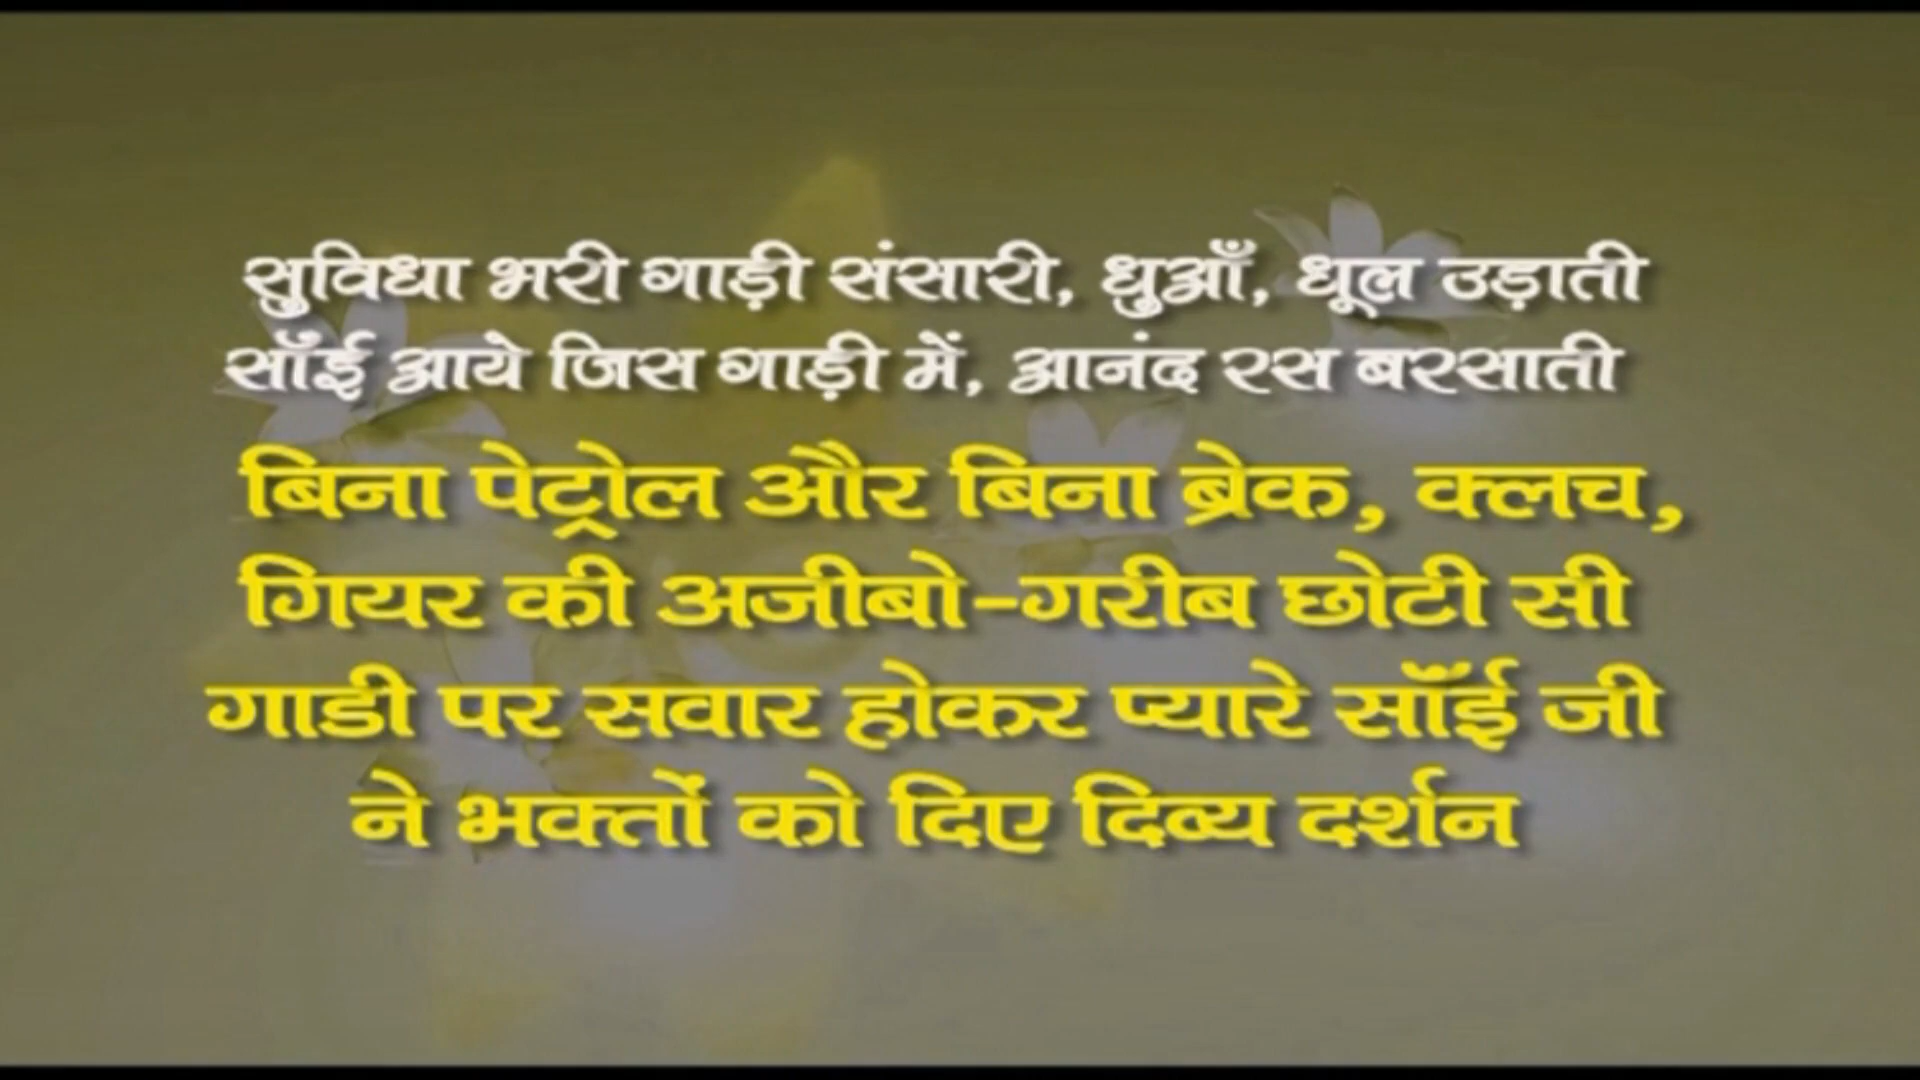 सुविधा भरी गाड़ी संसारी, धुआँ, धूल उड़ाती
साँई आये जिस गाड़ी में, आनंद रस बरसाती
बिना पेट्रोल और बिना ब्रेक, क्लच,
गियर की अजीबो-गरीब छोटी सी
गाडी पर सवार होकर प्यारे साँई जी
ने भक्तों को दिए दिव्य दर्शन